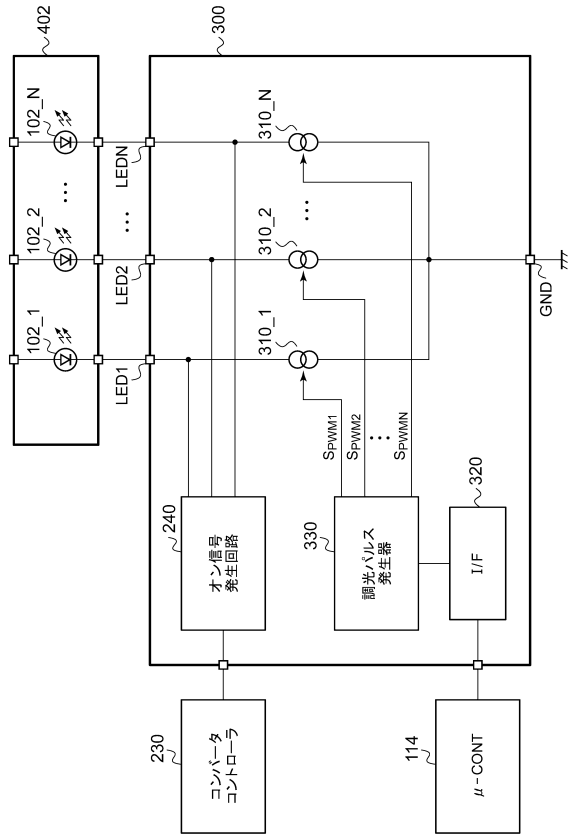 402
102_1
102_2
...
102_N
300
LED1
LED2
...
LEDN
310_1
310_2
...
310_N
240
オン信号
発生回路
330
調光パルス
発生器
SPWM1
SPWM2
...
SPWMN
320
I/F
GND
230
コンバータ
コントローラ
114
μ-CONT